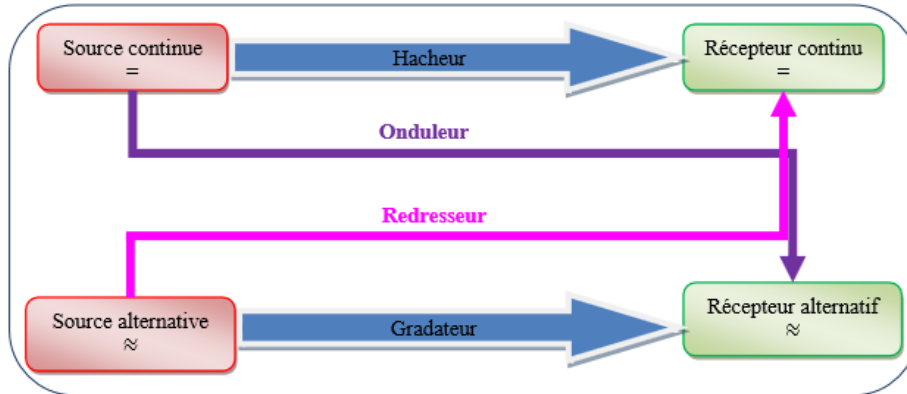 Source continue
=
Hacheur
Récepteur continu
=
Onduleur
Redresseur
Source alternative
≈
Gradateur
Récepteur alternatif
≈